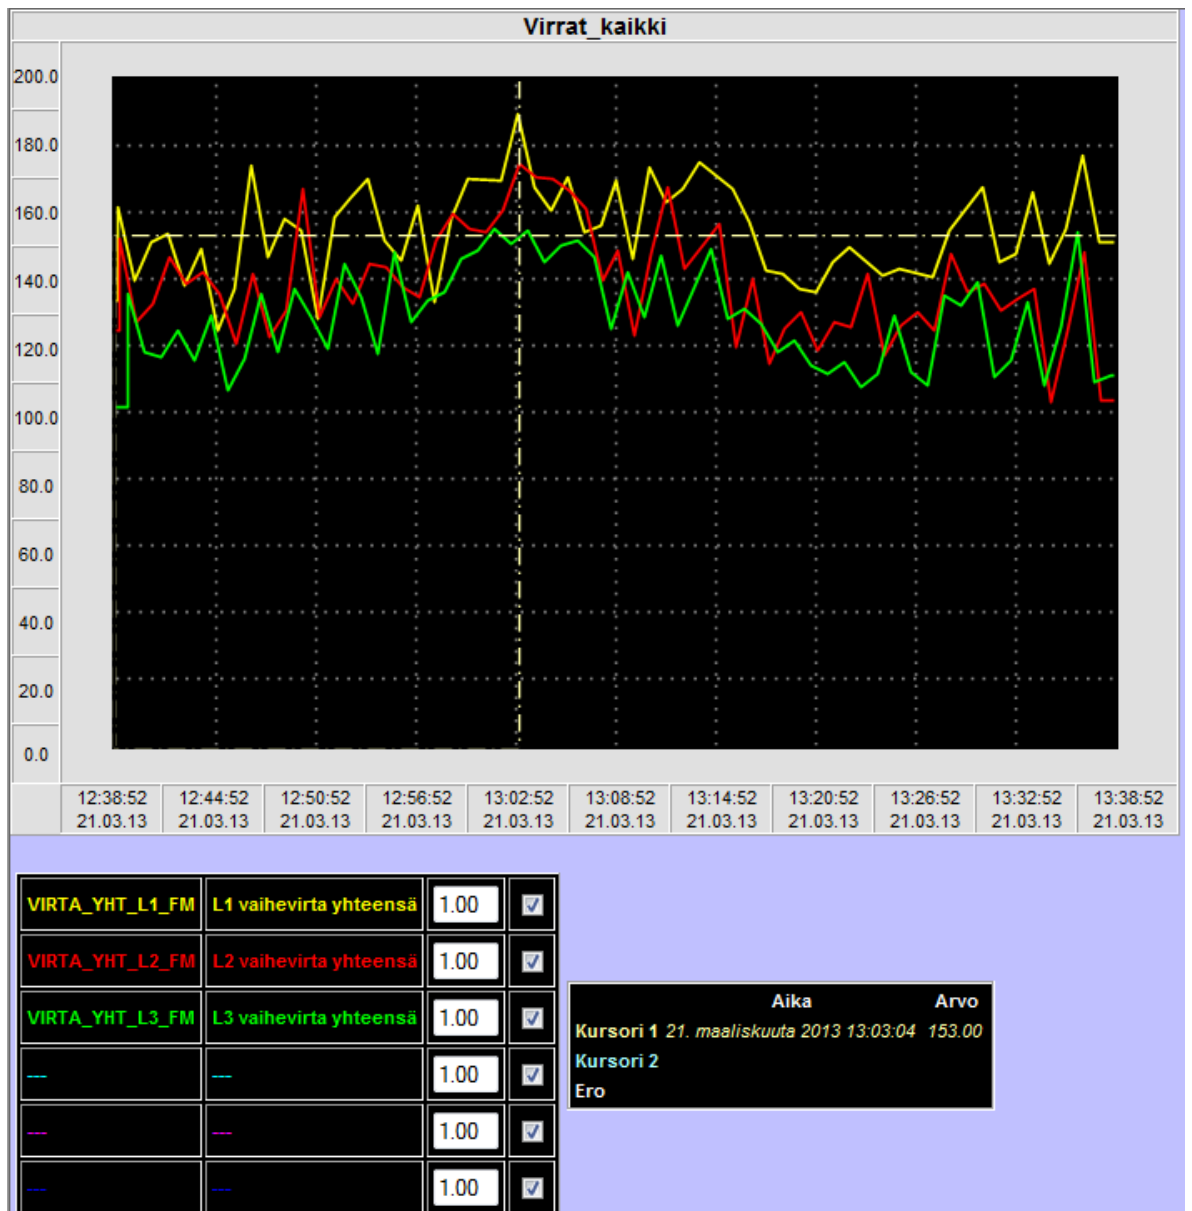 Virrat_kaikki
200.0
180.0
160.0
140.0
120.0
100.0
80.0
60.0
40.0
20.0
0.0
12:38:52 12:44:52 12:50:52 12:56:52 13:02:52 13:08:52 13:14:52 13:20:52 13:26:52 13:32:52 13:38:52
21.03.13 21.03.13 21.03.13 21.03.13 21.03.13 21.03.13 21.03.13 21.03.13 21.03.13 21.03.13 21.03.13
VIRTA_YHT_L1_FM L1 vaihevirta yhteensä 1.00
VIRTA_YHT_L2_FM L2 vaihevirta yhteensä 1.00
VIRTA_YHT_L3_FM L3 vaihevirta yhteensä 1.00
--- --- 1.00
--- --- 1.00
--- --- 1.00
Aika Arvo
Kursori 1 21. maaliskuuta 2013 13:03:04 153.00
Kursori 2
Ero